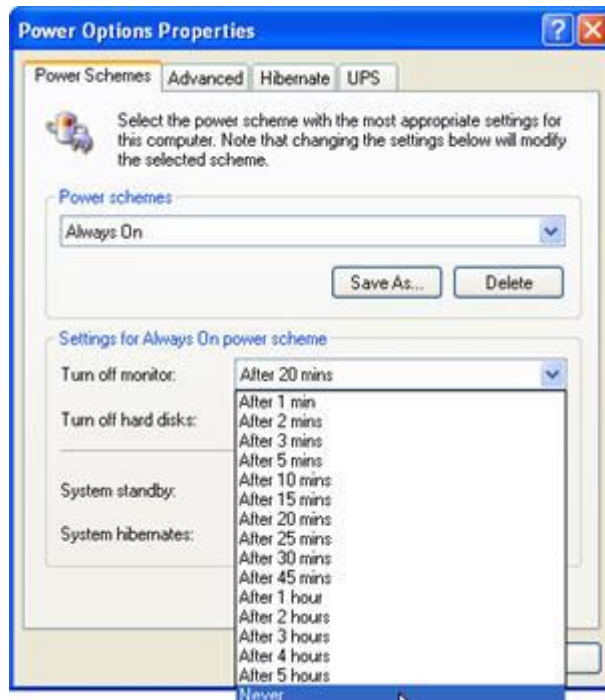 Power Options Properties
Power Schemes Advanced Hibernate UPS
Select the power scheme with the most appropriate settings for
this computer. Note that changing the settings below will modify
the selected scheme.
Power schemes
Always On
Save As... Delete
Settings for Always On power scheme
Turn off monitor: After 20 mins
After 1 min
Turn off hard disks: After 2 mins
After 3 mins
After 5 mins
After 10 mins
System standby: After 15 mins
After 20 mins
After 25 mins
System hibernates: After 30 mins
After 45 mins
After 1 hour
After 2 hours
After 3 hours
After 4 hours
After 5 hours
Never